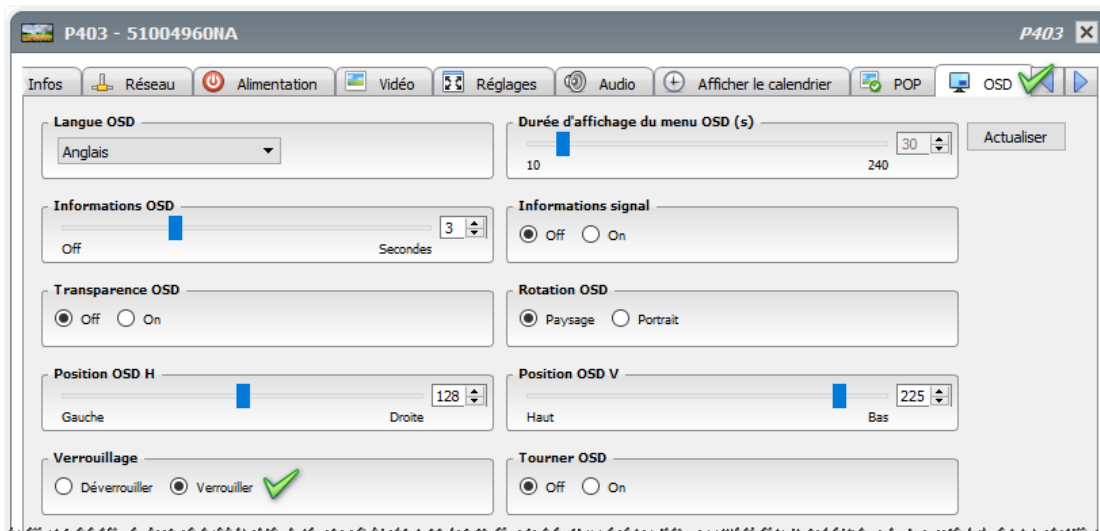 P403 - 51004960NA P403
Infos Réseau Alimentation Vidéo Réglages Audio Afficher le calendrier POP OSD
Langue OSD Durée d'affichage du menu OSD (s)
Anglais 30 Actualiser
10 240
Informations OSD Informations signal
3 Off On
Off Secondes
Transparence OSD Rotation OSD
Off On Paysage Portrait
Position OSD H Position OSD V
128 225
Gauche Droite Haut Bas
Verrouillage Tourner OSD
Déverrouiller Verrouiller Off On